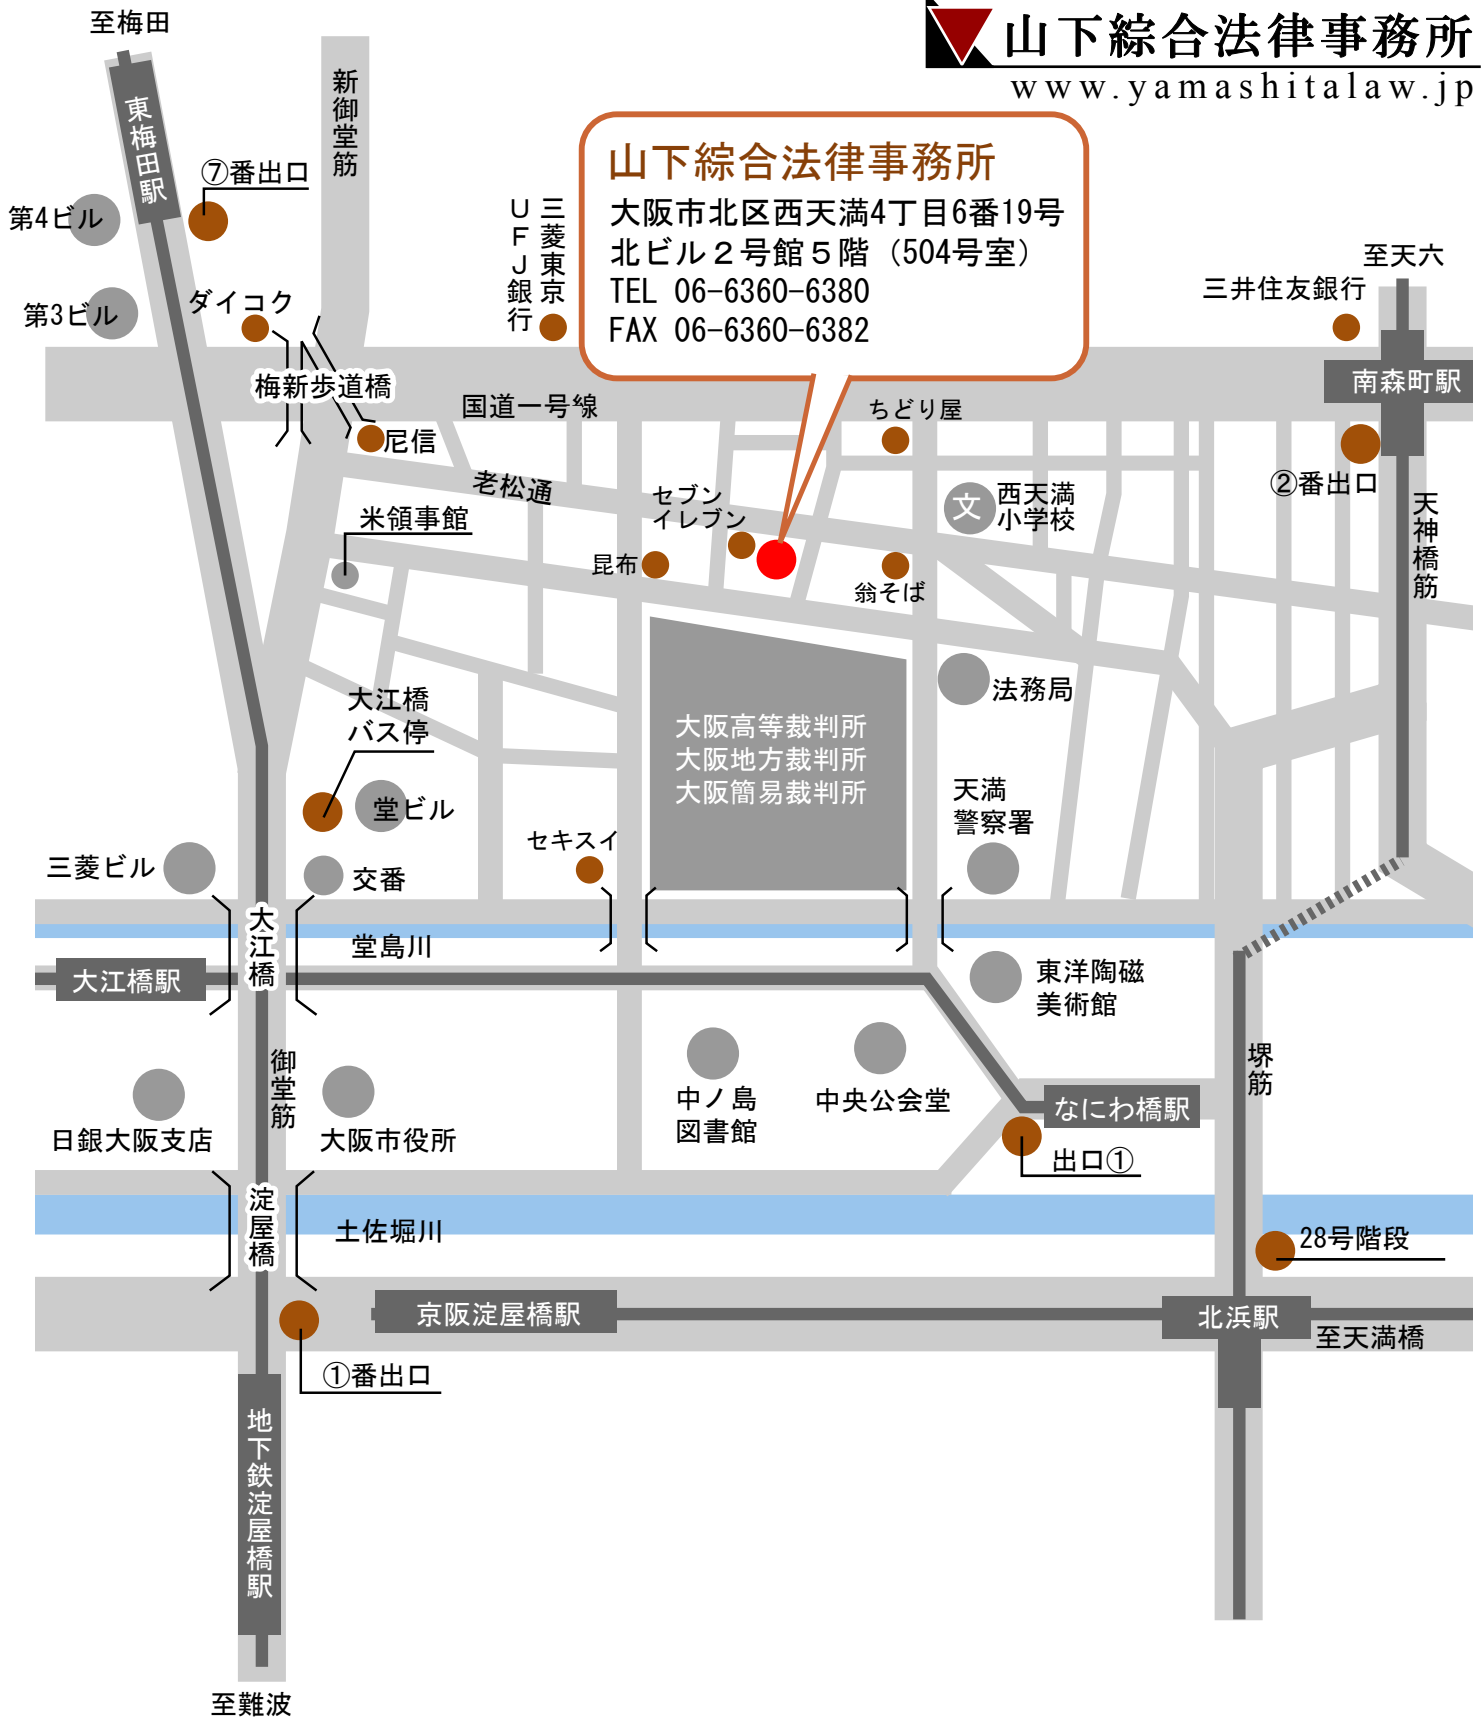 至梅田
山下綜合法律事務所
www.yamashitalaw.jp
東梅田駅
新御堂筋
⑦番出口
第4ビル
第3ビル
ダイコク
三菱東京
UFJ銀行
山下綜合法律事務所
大阪市北区西天満4丁目6番19号
北ビル2号館5階（504号室）
TEL 06-6360-6380
FAX 06-6360-6382
至天六
三井住友銀行
南森町駅
梅新歩道橋
国道一号線
ちどり屋
尼信
老松通
セブン
イレブン
文
西天満
小学校
②番出口
天神橋筋
米領事館
昆布
翁そば
法務局
大江橋
バス停
大阪高等裁判所
大阪地方裁判所
大阪簡易裁判所
堂ビル
セキスイ
天満
警察署
三菱ビル
交番
大江橋
堂島川
大江橋駅
東洋陶磁
美術館
御堂筋
堺筋
中ノ島
図書館
中央公会堂
なにわ橋駅
日銀大阪支店
大阪市役所
出口①
淀屋橋
土佐堀川
28号階段
京阪淀屋橋駅
北浜駅
至天満橋
①番出口
地下鉄淀屋橋駅
至難波